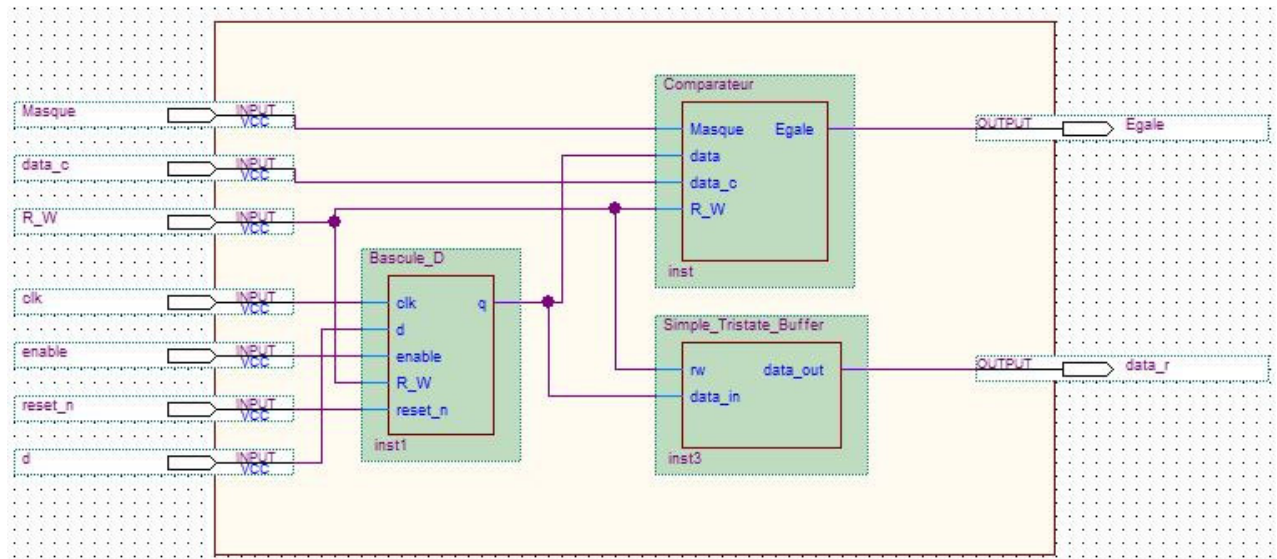 Masque
INPUT
VCC
data_c
INPUT
VCC
R_W
INPUT
VCC
clk
INPUT
VCC
enable
INPUT
VCC
reset_n
INPUT
VCC
d
INPUT
VCC
Bascule_D
clk q
d
enable
R_W
reset_n
inst1
Comparateur
Masque Egale
data
data_c
R_W
inst
Simple_Tristate_Buffer
rw data_out
data_in
inst3
OUTPUT Egale
OUTPUT data_r